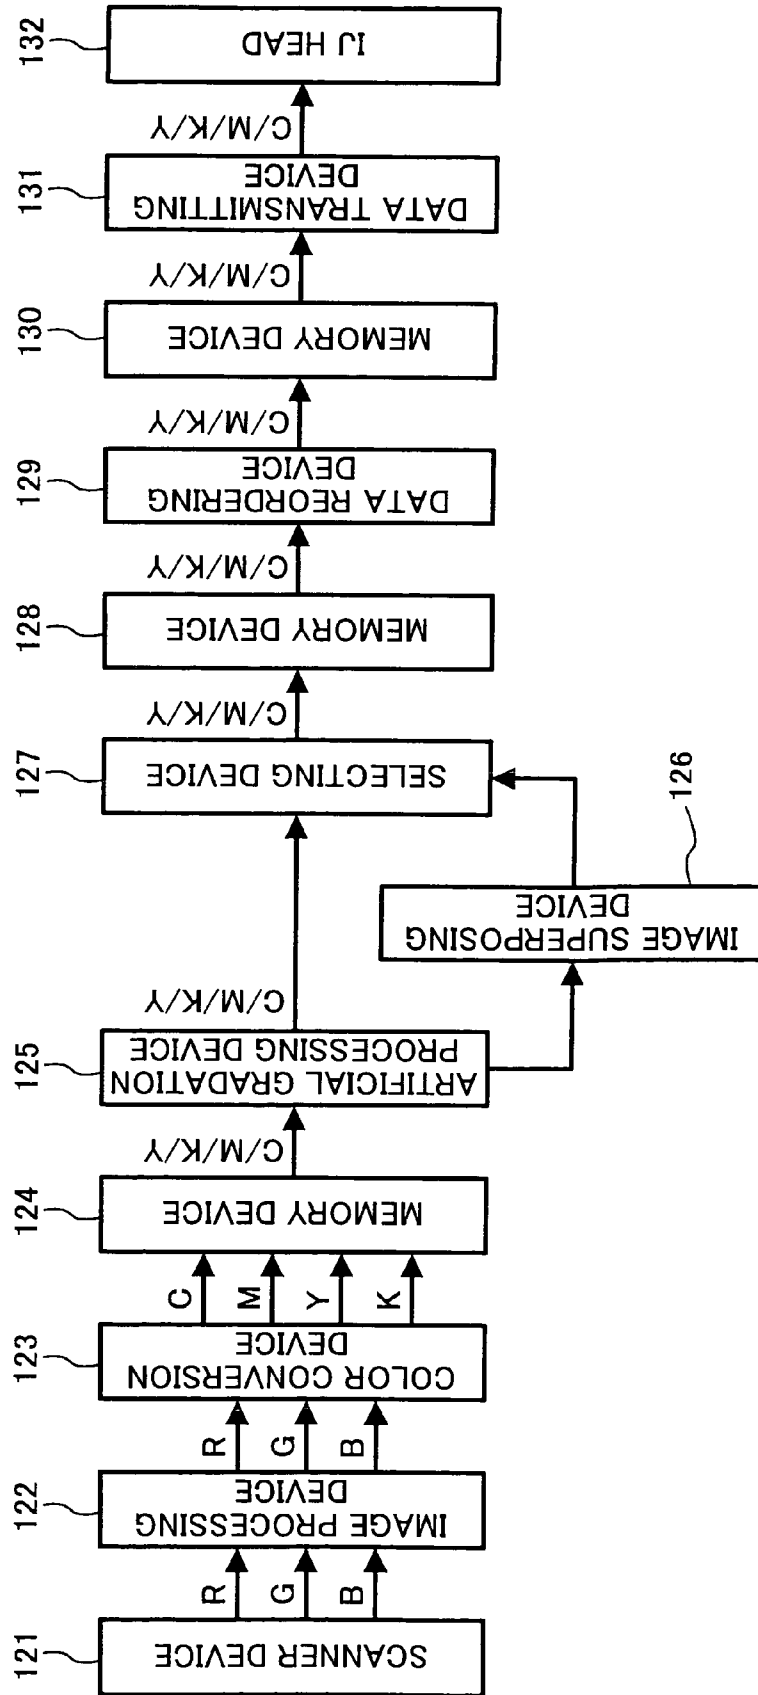 121
SCANNER DEVICE
R
G
B
122
IMAGE PROCESSING
DEVICE
R
G
B
123
COLOR CONVERSION
DEVICE
C
M
Y
K
124
MEMORY DEVICE
C/M/K/Y
125
ARTIFICIAL GRADATION
PROCESSING DEVICE
C/M/K/Y
126
IMAGE SUPERPOSING
DEVICE
127
SELECTING DEVICE
C/M/K/Y
128
MEMORY DEVICE
C/M/K/Y
129
DATA REORDERING
DEVICE
C/M/K/Y
130
MEMORY DEVICE
C/M/K/Y
131
DATA TRANSMITTING
DEVICE
C/M/K/Y
132
IJ HEAD